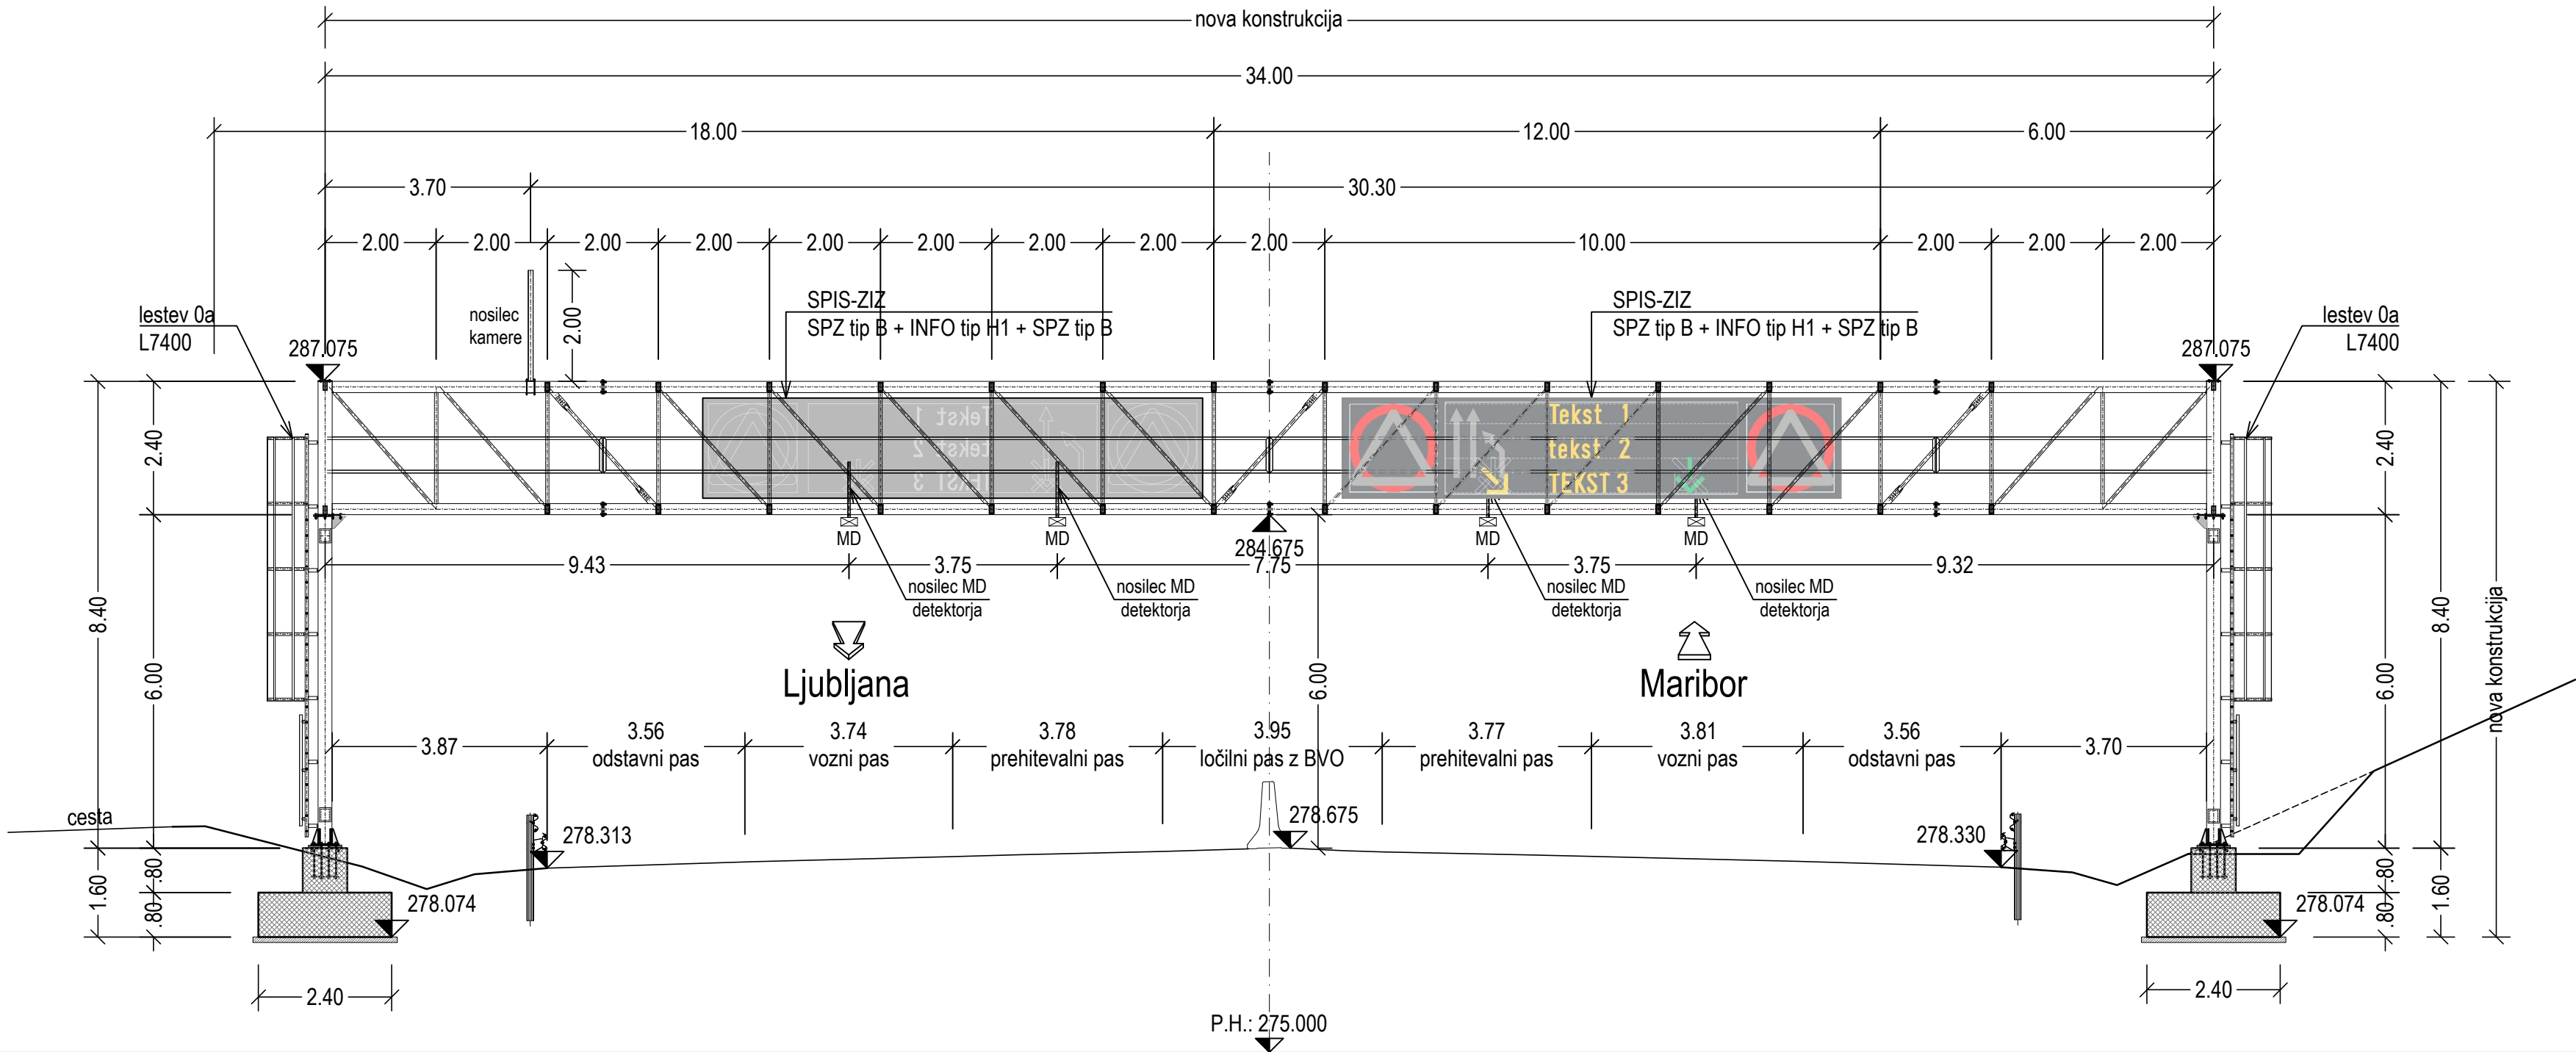 nova konstrukcija
34.00
18.00
12.00
6.00
3.70
30.30
2.00
2.00
2.00
2.00
2.00
2.00
2.00
2.00
2.00
10.00
2.00
2.00
2.00
lestev 0a
L7400
287.075
nosilec
kamere
2.00
SPIS-ZIZ
SPZ tip B + INFO tip H1 + SPZ tip B
SPIS-ZIZ
SPZ tip B + INFO tip H1 + SPZ tip B
lestev 0a
L7400
287.075
Tekst 1
tekst 2
TEKST 3
Tekst 1
tekst 2
TEKST 3
2.40
8.40
6.00
2.40
6.00
8.40
nova konstrukcija
MD
MD
MD
MD
284.675
9.43
3.75
7.75
3.75
9.32
nosilec MD
detektorja
nosilec MD
detektorja
nosilec MD
detektorja
nosilec MD
detektorja
Ljubljana
Maribor
6.00
3.87
3.56
odstavni pas
3.74
vozni pas
3.78
prehitevalni pas
3.95
ločilni pas z BVO
3.77
prehitevalni pas
3.81
vozni pas
3.56
odstavni pas
3.70
cesta
278.313
278.675
278.330
1.60
.80
.80
278.074
278.074
.80
.80
1.60
2.40
2.40
P.H.: 275.000